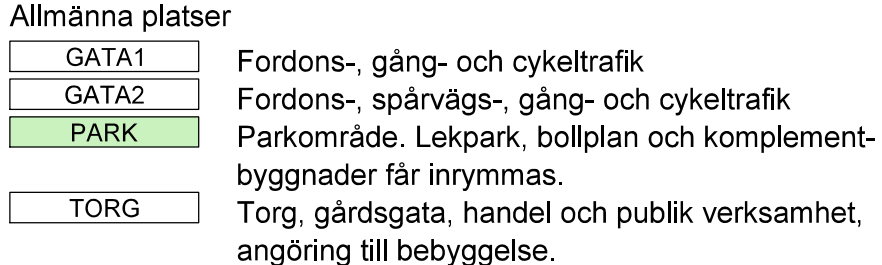 Allmänna platser
GATA1 Fordons-, gång- och cykeltrafik
GATA2 Fordons-, spårvägs-, gång- och cykeltrafik
PARK Parkområde. Lekpark, bollplan och komplement-
byggnader får inrymmas.
TORG Torg, gårdsgata, handel och publik verksamhet,
angöring till bebyggelse.